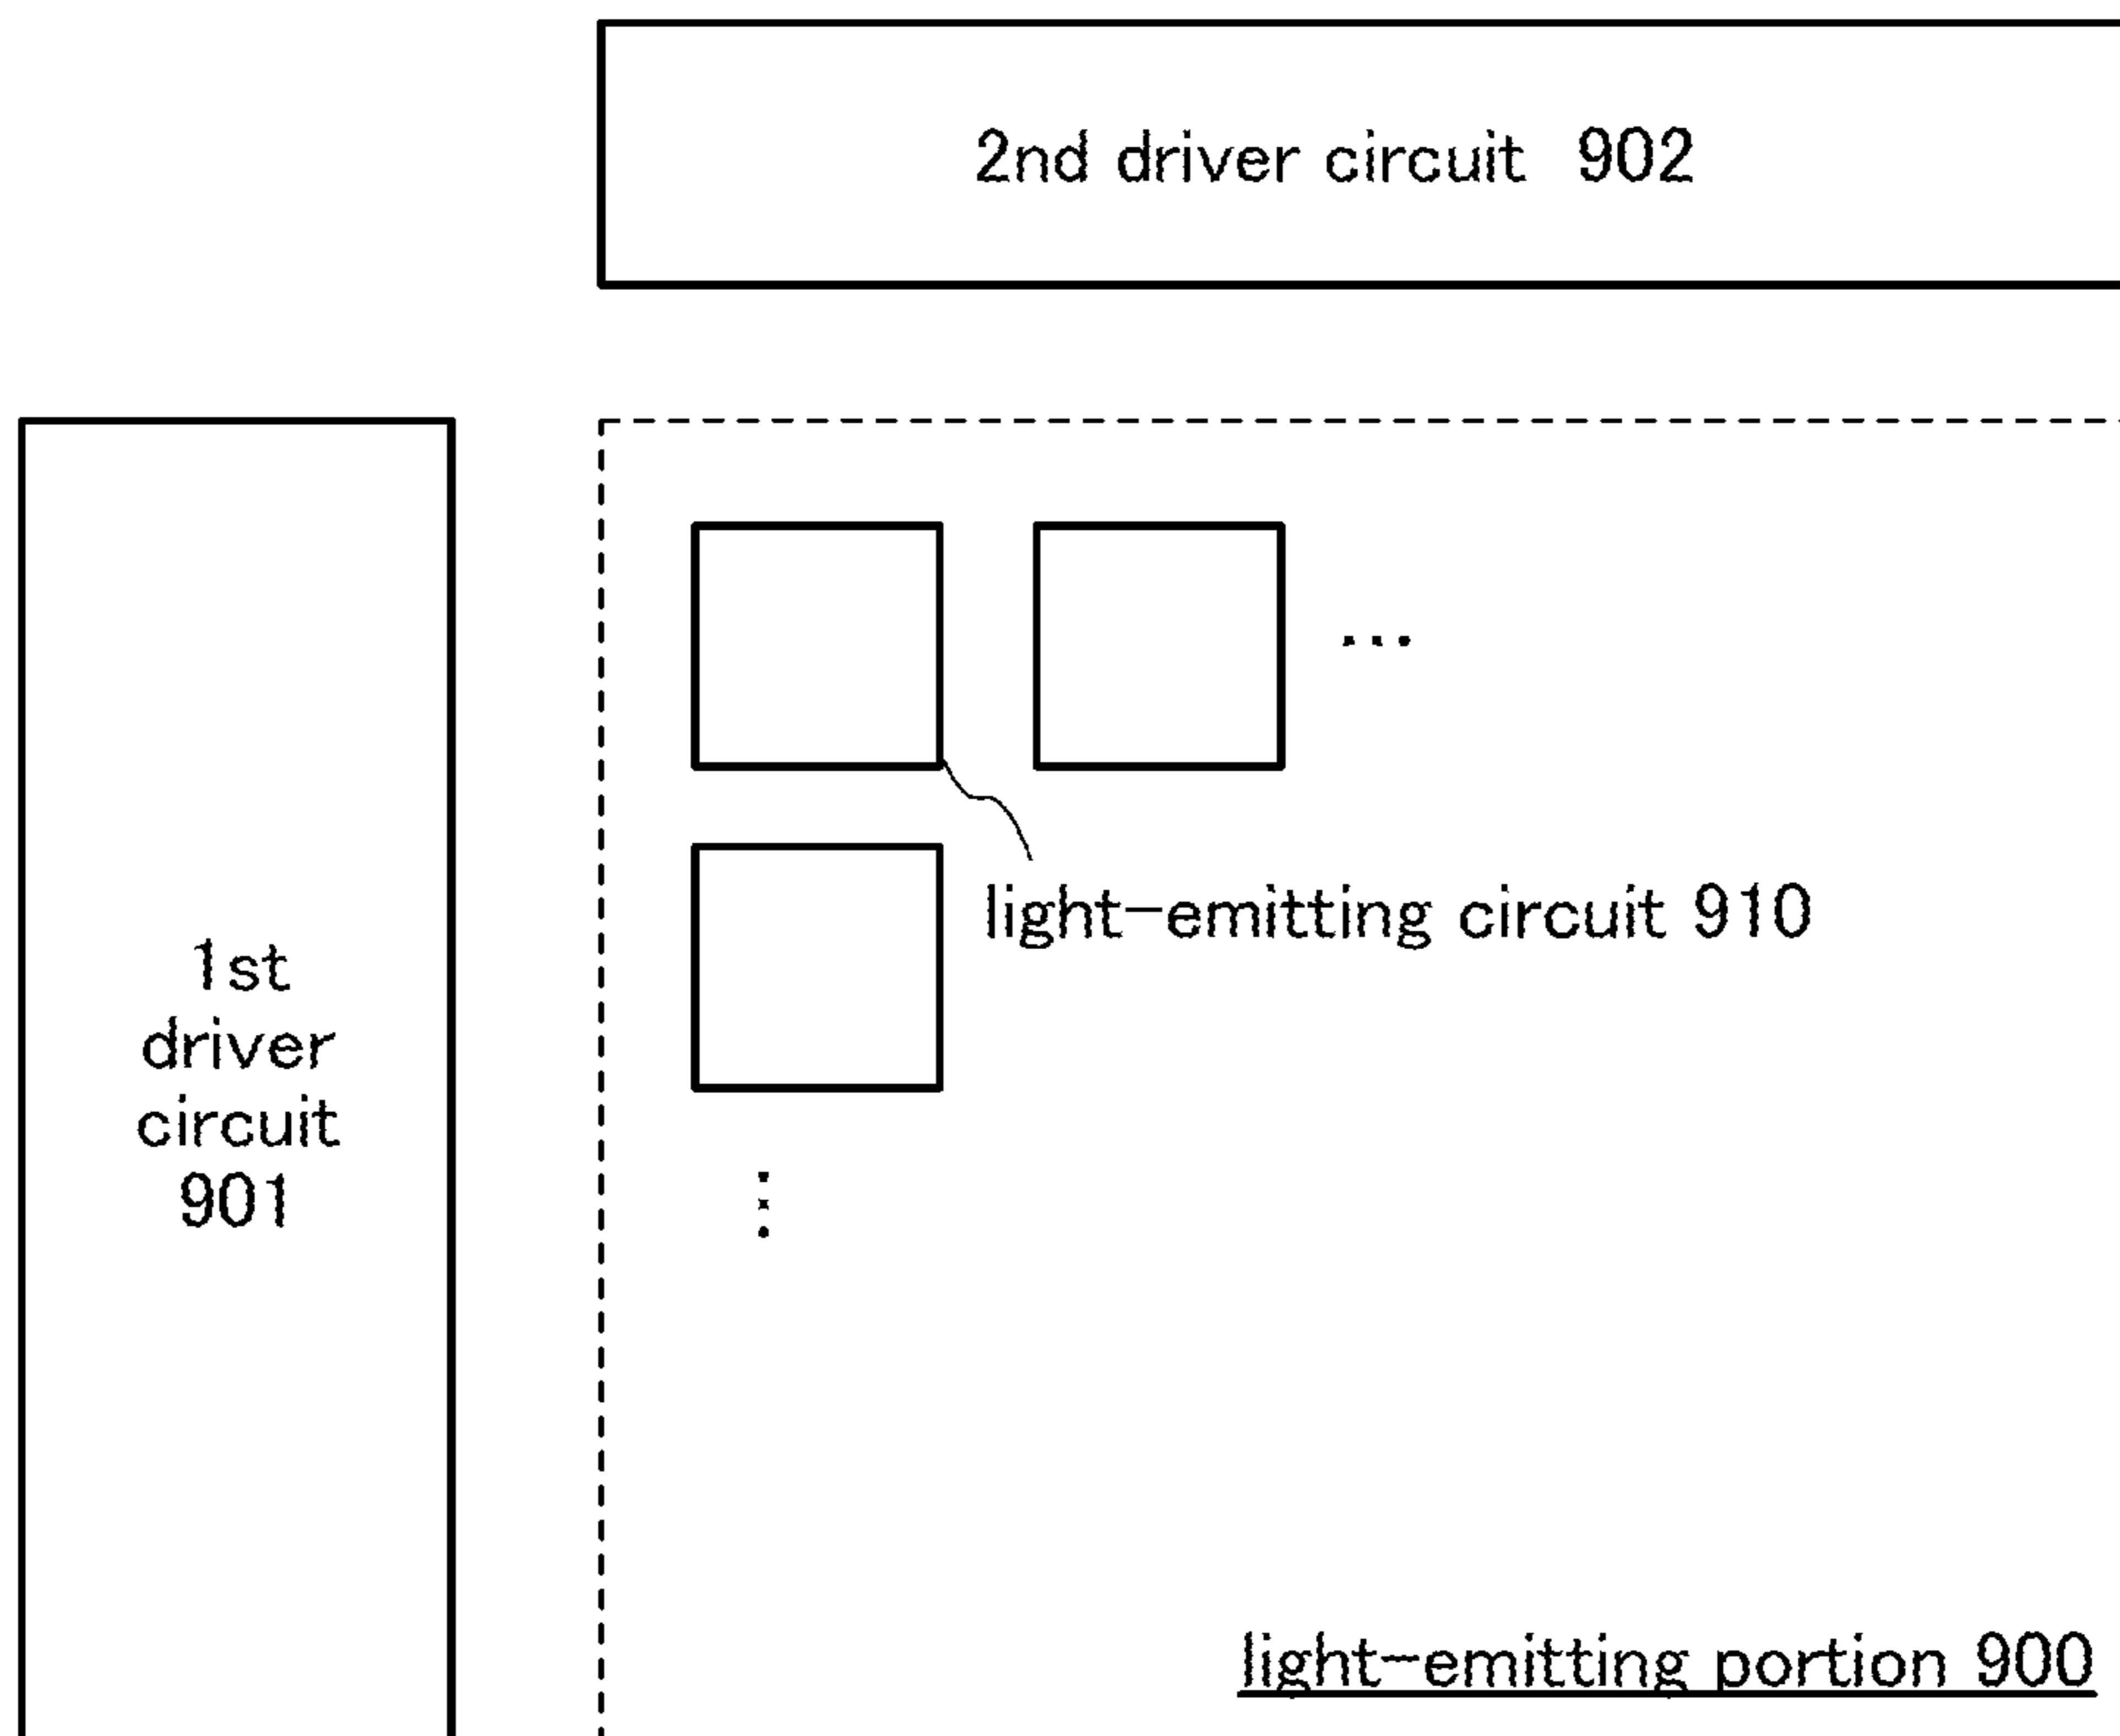 2nd driver circuit 902
light-emitting circuit 910
1st
driver
circuit
901
light-emitting portion 900